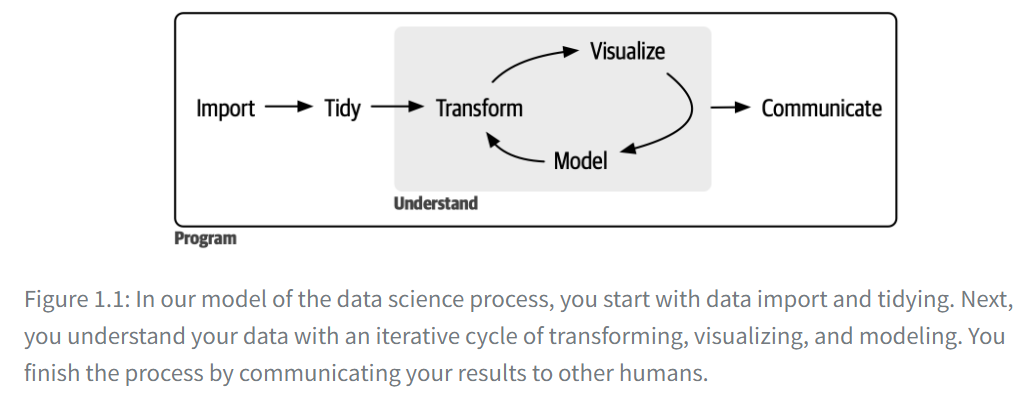 Visualize
Import Tidy Transform Communicate
Model
Understand
Program
Figure 1.1: In our model of the data science process, you start with data import and tidying. Next,
you understand your data with an iterative cycle of transforming, visualizing, and modeling. You
finish the process by communicating your results to other humans.